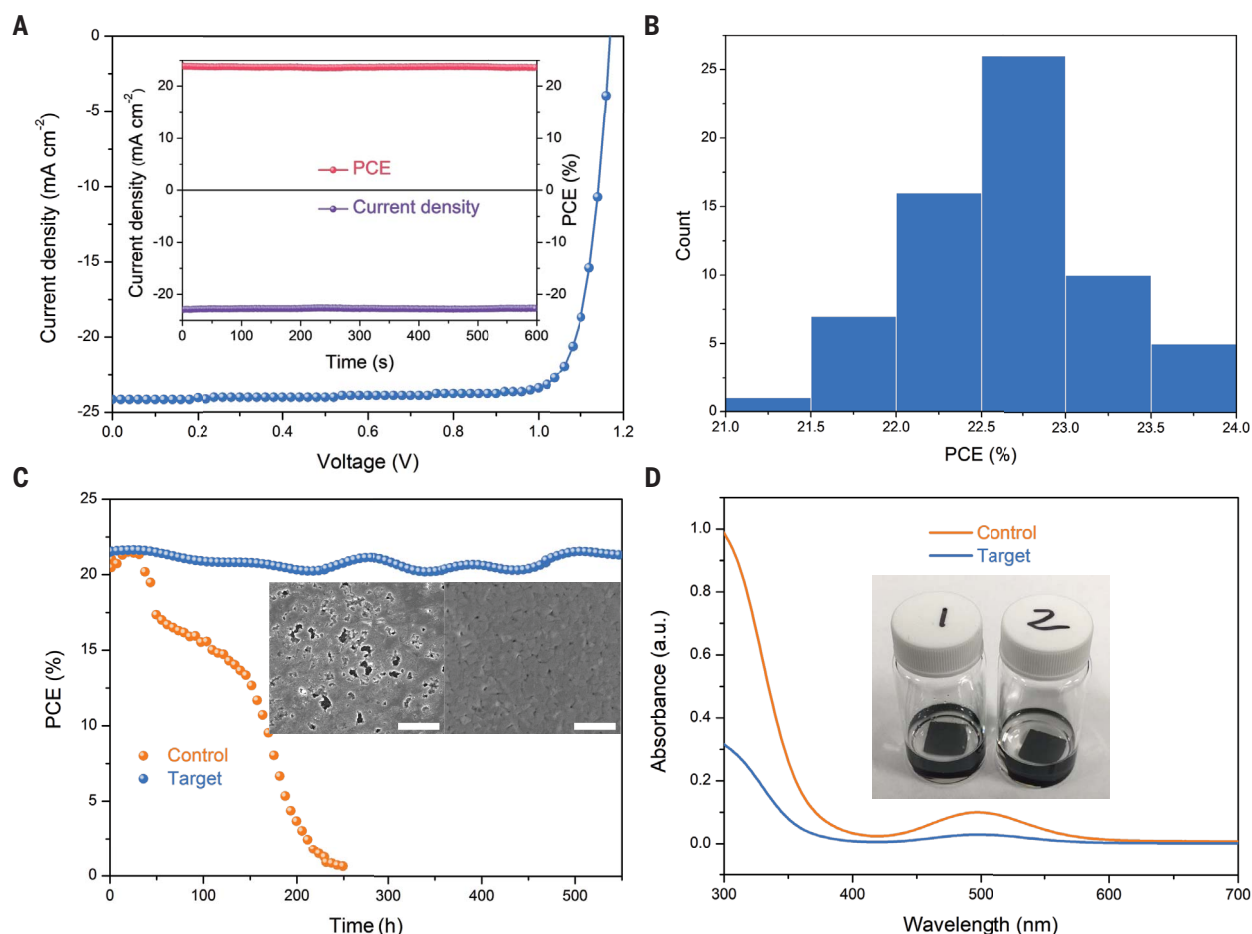 A
0
-5
-10
-15
-20
-25
Current density (mA cm⁻²)
0.0 0.2 0.4 0.6 0.8 1.0 1.2
Voltage (V)
20
10
0
-10
-20
Current density (mA cm⁻²)
PCE
Current density
20
10
0
-10
-20
PCE (%)
0 100 200 300 400 500 600
Time (s)
B
25
20
15
10
5
0
Count
21.0 21.5 22.0 22.5 23.0 23.5 24.0
PCE (%)
C
25
20
15
10
5
0
PCE (%)
Control
Target
0 100 200 300 400 500
Time (h)
D
1.0
0.8
0.6
0.4
0.2
0.0
Absorbance (a.u.)
Control
Target
1 2
300 400 500 600 700
Wavelength (nm)